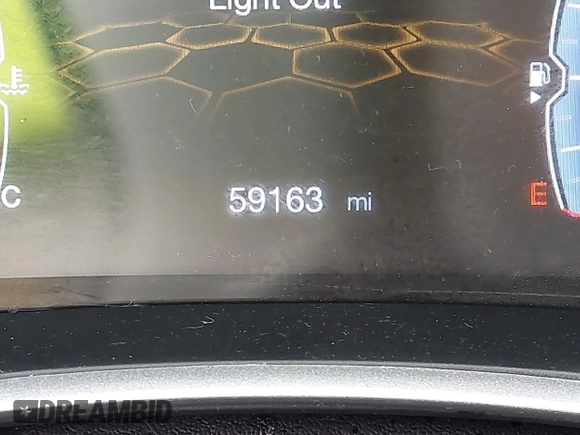 Light Out
59163 mi
E
C
DREAMBID